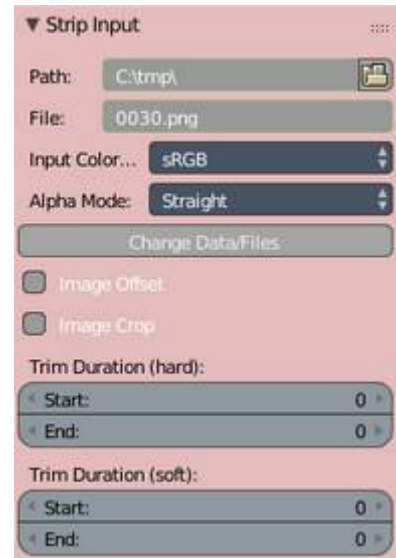 Strip Input
Path: C:\tmp\
File: 0030.png
Input Color... sRGB
Alpha Mode: Straight
Change Data/Files
Image Offset
Image Crop
Trim Duration (hard):
Start: 0
End: 0
Trim Duration (soft):
Start: 0
End: 0